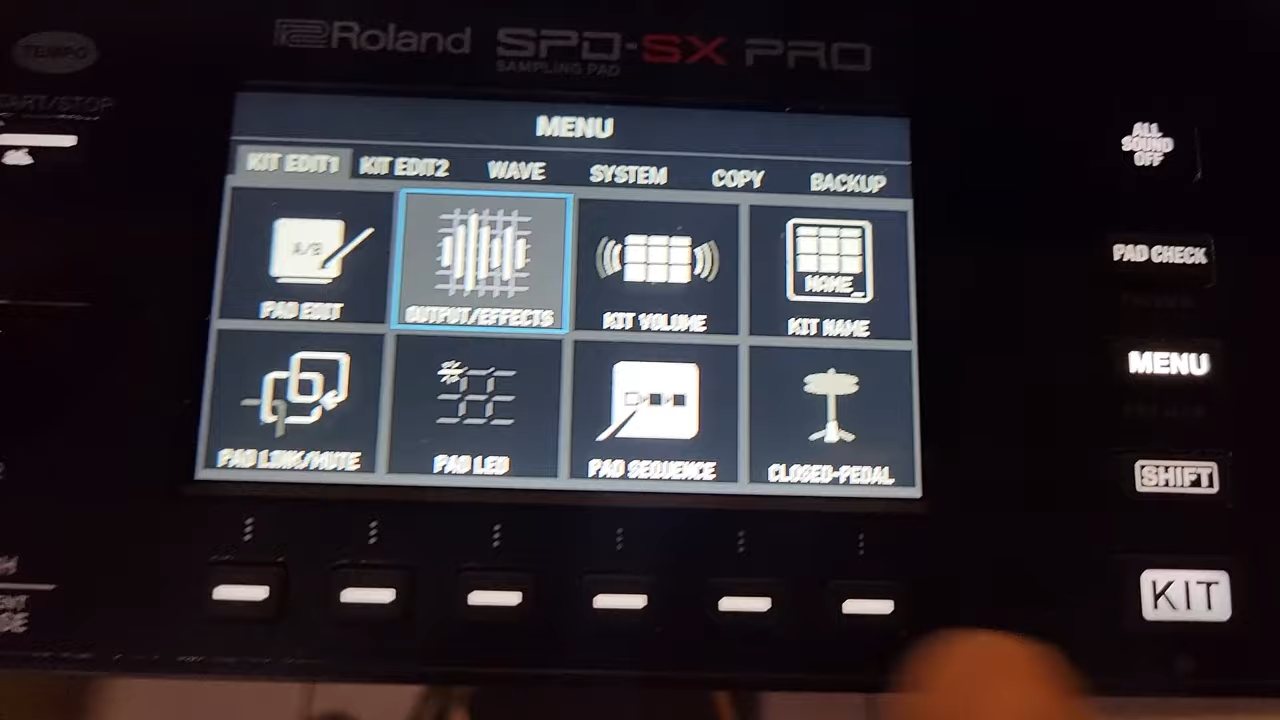 TEMPO
Roland SPD-SX PRO
SAMPLING PAD
START/STOP
MENU
KIT EDIT1 KIT EDIT2 WAVE SYSTEM COPY BACKUP
A/B
NAME_
PAD EDIT OUTPUT/EFFECTS KIT VOLUME KIT NAME
PAD LINK/MUTE PAD LED PAD SEQUENCE CLOSED-PEDAL
ALL
SOUND
OFF
PAD CHECK
MENU
SHIFT
KIT